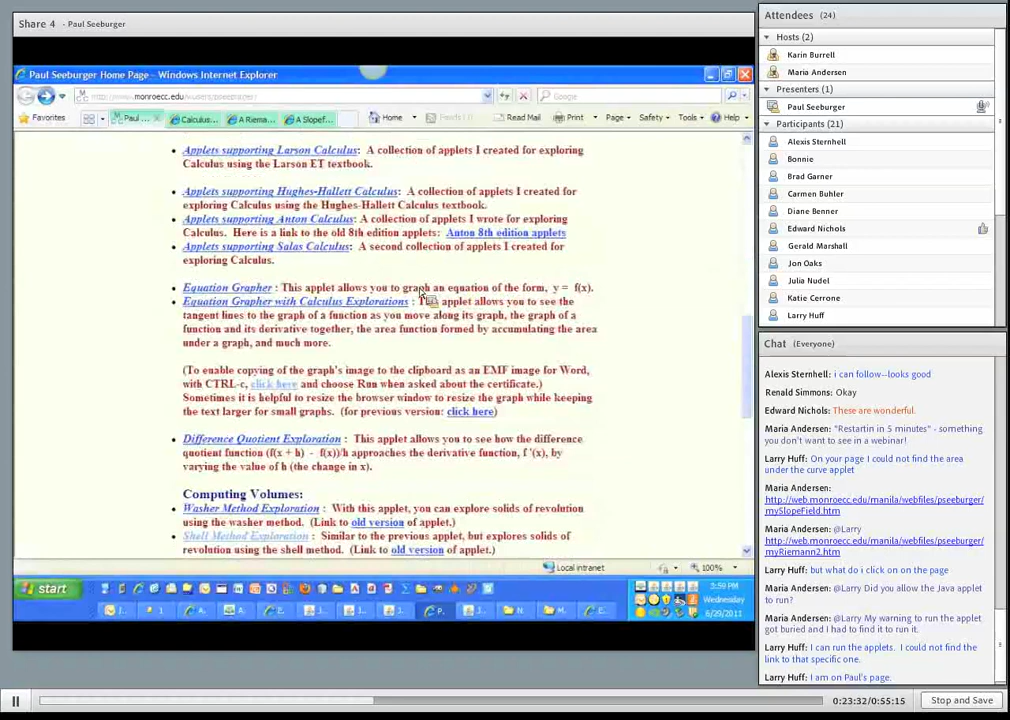 Share 4 - Paul Seeburger
Paul Seeburger Home Page - Windows Internet Explorer
http://www.monroecc.edu/wusers/pseeburger/
Google
Favorites
Paul ...
Calculus...
A Riema...
A Slopef...
Home
Read Mail
Print
Page
Safety
Tools
Help
Applets supporting Larson Calculus: A collection of applets I created for exploring
Calculus using the Larson ET textbook.
Applets supporting Hughes-Hallett Calculus: A collection of applets I created for
exploring Calculus using the Hughes-Hallett Calculus textbook.
Applets supporting Anton Calculus: A collection of applets I wrote for exploring
Calculus. Here is a link to the old 8th edition applets: Anton 8th edition applets
Applets supporting Salas Calculus: A second collection of applets I created for
exploring Calculus.
Equation Grapher : This applet allows you to graph an equation of the form, y = f(x).
Equation Grapher with Calculus Explorations : applet allows you to see the
tangent lines to the graph of a function as you move along its graph, the graph of a
function and its derivative together, the area function formed by accumulating the area
under a graph, and much more.
(To enable copying of the graph's image to the clipboard as an EMF image for Word,
with CTRL-c, click here and choose Run when asked about the certificate.)
Sometimes it is helpful to resize the browser window to resize the graph while keeping
the text larger for small graphs. (for previous version: click here)
Difference Quotient Exploration : This applet allows you to see how the difference
quotient function (f(x + h) - f(x))/h approaches the derivative function, f '(x), by
varying the value of h (the change in x).
Computing Volumes:
Washer Method Exploration : With this applet, you can explore solids of revolution
using the washer method. (Link to old version of applet.)
Shell Method Exploration : Similar to the previous applet, but explores solids of
revolution using the shell method. (Link to old version of applet.)
Local intranet
100%
start
3:59 PM
Wednesday
6/29/2011
Attendees (24)
Hosts (2)
Karin Burrell
Maria Andersen
Presenters (1)
Paul Seeburger
Participants (21)
Alexis Sternhell
Bonnie
Brad Garner
Carmen Buhler
Diane Benner
Edward Nichols
Gerald Marshall
Jon Oaks
Julia Nudel
Katie Cerrone
Larry Huff
Chat (Everyone)
Alexis Sternhell: i can follow--looks good
Renald Simmons: Okay
Edward Nichols: These are wonderful.
Maria Andersen: "Restartin in 5 minutes" - something
you don't want to see in a webinar!
Larry Huff: On your page I could not find the area
under the curve applet
Maria Andersen:
http://web.monroecc.edu/manila/webfiles/pseeburger/
mySlopeField.htm
Maria Andersen: @Larry
http://web.monroecc.edu/manila/webfiles/pseeburger/
myRiemann2.htm
Larry Huff: but what do i click on on the page
Maria Andersen: @Larry Did you allow the Java applet
to run?
Maria Andersen: @Larry My warning to run the applet
got buried and I had to find it to run it.
Larry Huff: I can run the applets. I could not find the
link to that specific one.
Larry Huff: I am on Paul's page.
0:23:32/0:55:15
Stop and Save